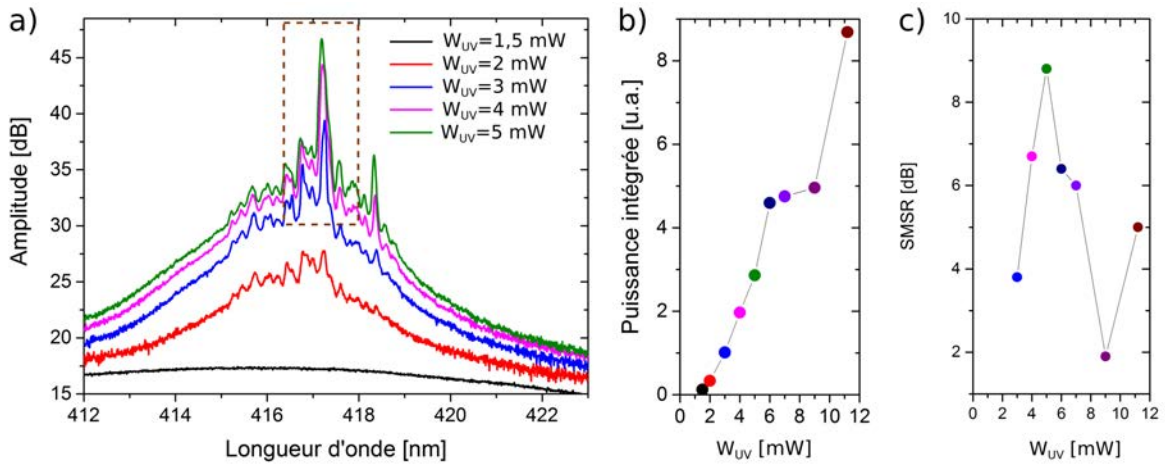 a)
Amplitude [dB]
45
40
35
30
25
20
15
412
414
416
418
420
422
Longueur d'onde [nm]
W_UV=1,5 mW
W_UV=2 mW
W_UV=3 mW
W_UV=4 mW
W_UV=5 mW
b)
Puissance intégrée [u.a.]
8
6
4
2
0
0 2 4 6 8 10 12
W_UV [mW]
c)
SMSR [dB]
10
8
6
4
2
0 2 4 6 8 10 12
W_UV [mW]